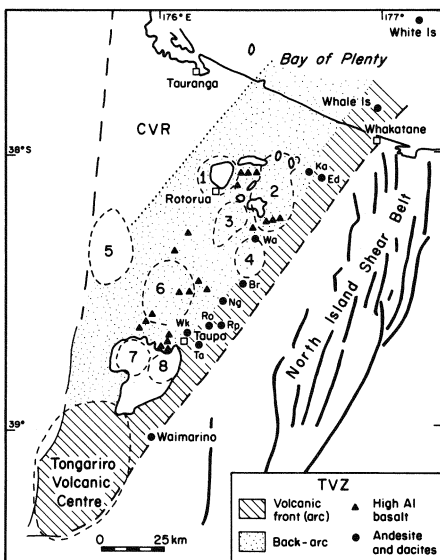 176° E
177°
White Is
Bay of Plenty
Tauranga
Whale Is
CVR
Whakatane
38°S
Ka
Ed
1
2
Rotorua
3
Wa
5
4
Br
6
Ng
Ro
Rp
Wk
Taupo
Ta
7
8
North Island Shear Belt
39°
Waimarino
Tongariro
Volcanic
Centre
TVZ
Volcanic
front (arc)
High Al
basalt
Back-arc
Andesite
and dacites
0
25 km